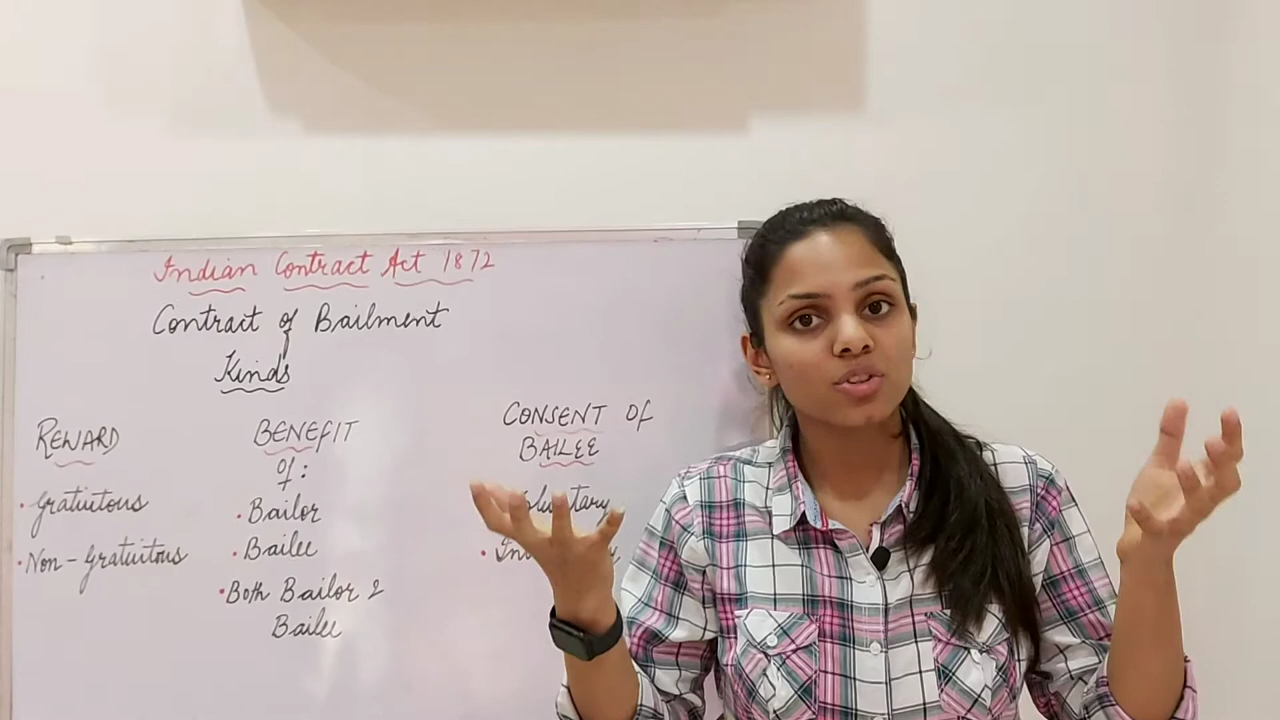 Indian Contract Act 1872
Contract of Bailment
Kinds
REWARD
• Gratuitous
• Non-Gratuitous
BENEFIT
of:
• Bailor
• Bailee
• Both Bailor &
Bailee
CONSENT OF
BAILEE